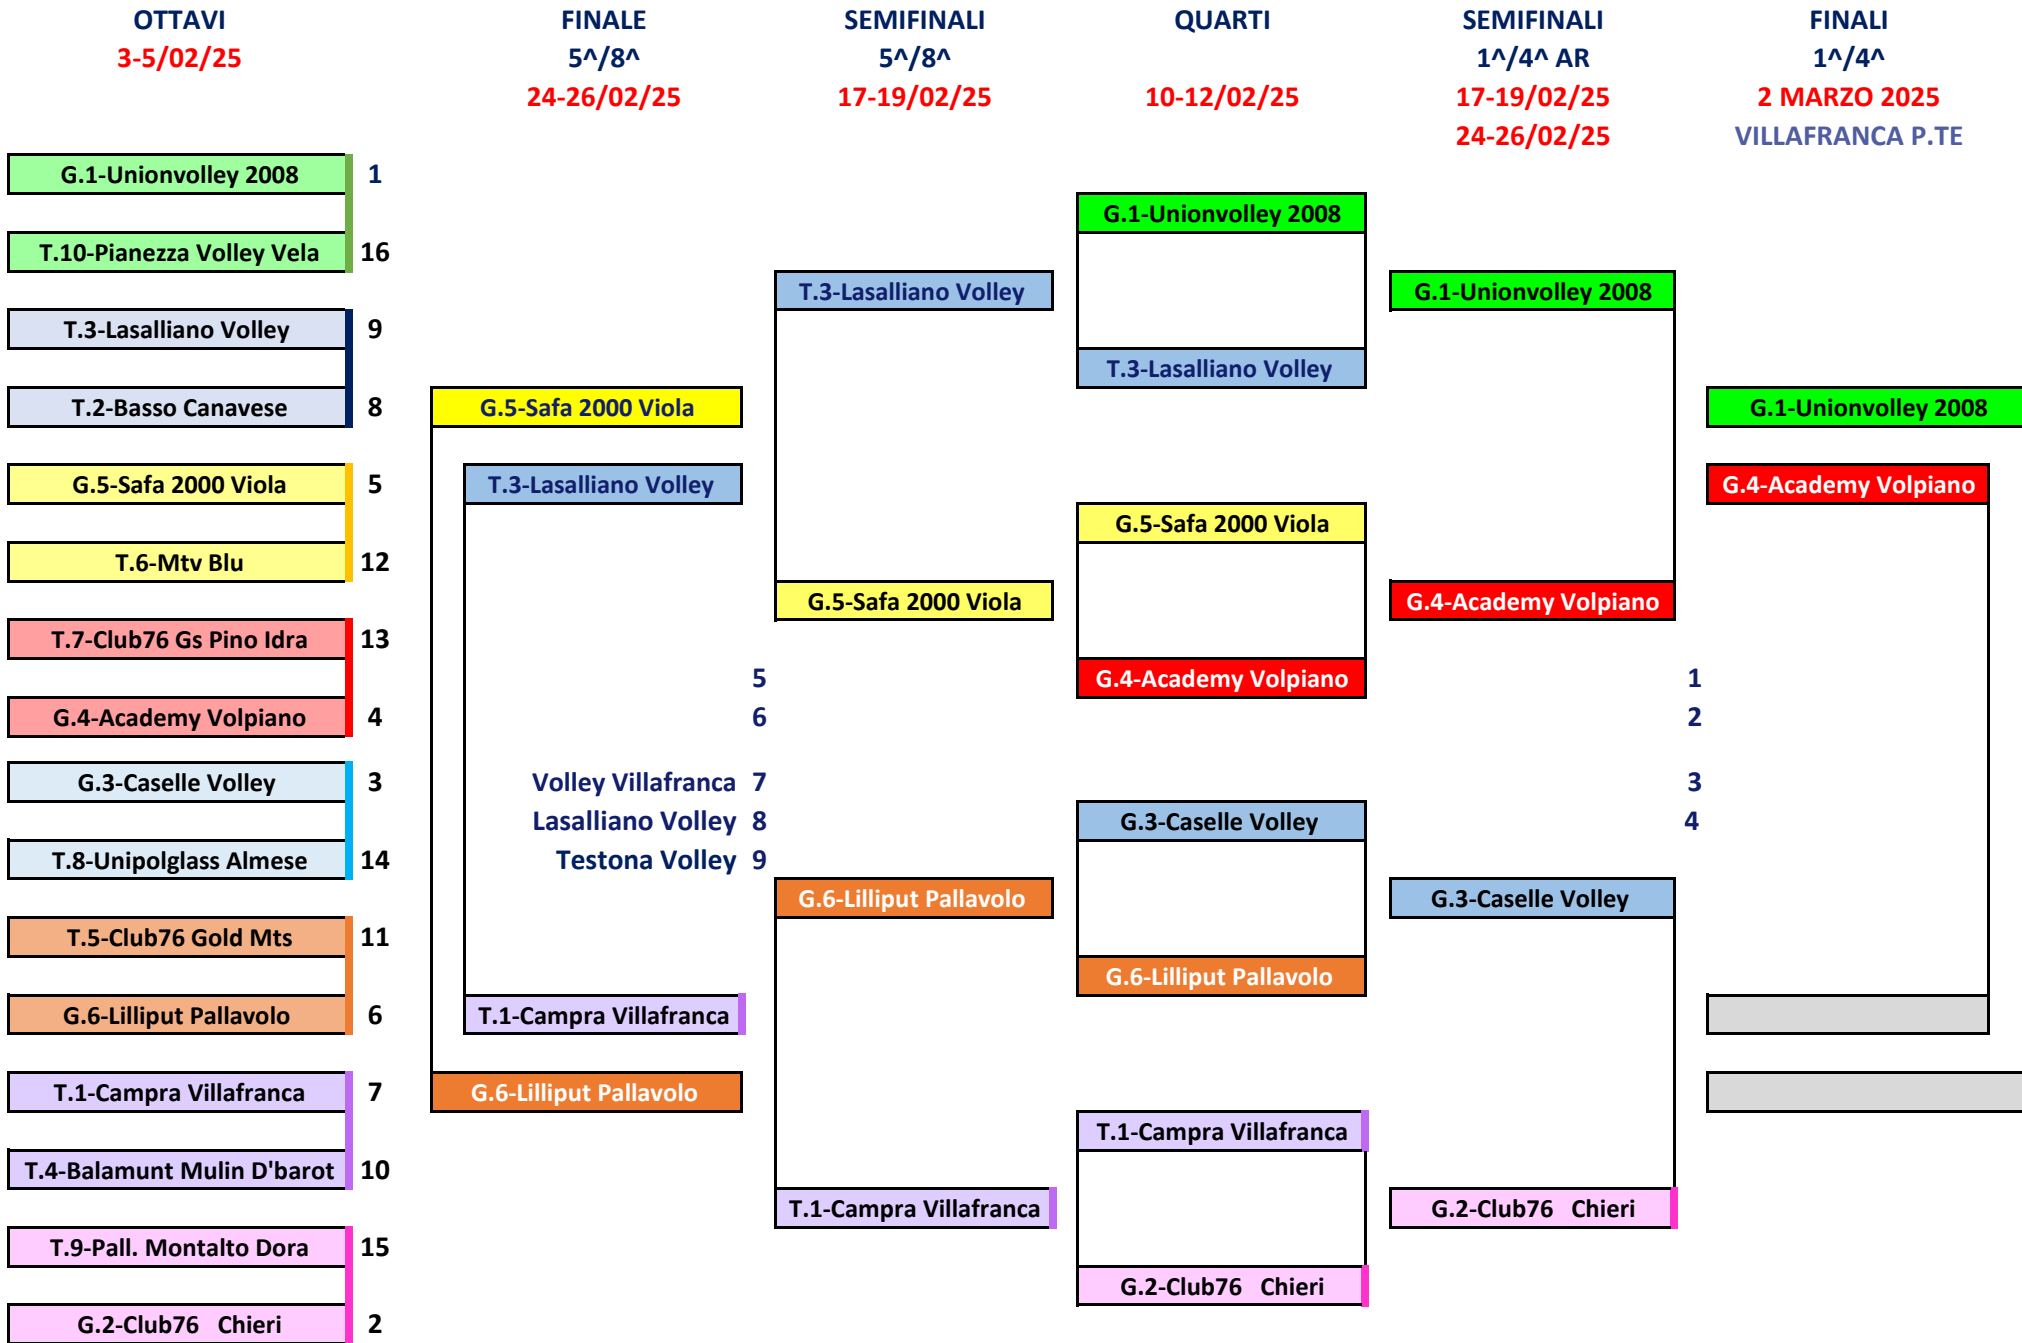 OTTAVI
3-5/02/25
FINALE
5^/8^
24-26/02/25
SEMIFINALI
5^/8^
17-19/02/25
QUARTI
10-12/02/25
SEMIFINALI
1^/4^ AR
17-19/02/25
24-26/02/25
FINALI
1^/4^
2 MARZO 2025
VILLAFRANCA P.TE
G.1-Unionvolley 2008 1
T.10-Pianezza Volley Vela 16
T.3-Lasalliano Volley 9
T.2-Basso Canavese 8
G.5-Safa 2000 Viola 5
T.6-Mtv Blu 12
T.7-Club76 Gs Pino Idra 13
G.4-Academy Volpiano 4
G.3-Caselle Volley 3
T.8-Unipolglass Almese 14
T.5-Club76 Gold Mts 11
G.6-Lilliput Pallavolo 6
T.1-Campra Villafranca 7
T.4-Balamunt Mulin D'barot 10
T.9-Pall. Montalto Dora 15
G.2-Club76 Chieri 2
G.5-Safa 2000 Viola
T.3-Lasalliano Volley
5
6
Volley Villafranca 7
Lasalliano Volley 8
Testona Volley 9
T.1-Campra Villafranca
G.6-Lilliput Pallavolo
T.3-Lasalliano Volley
G.5-Safa 2000 Viola
G.6-Lilliput Pallavolo
T.1-Campra Villafranca
G.1-Unionvolley 2008
T.3-Lasalliano Volley
G.5-Safa 2000 Viola
G.4-Academy Volpiano
G.3-Caselle Volley
G.6-Lilliput Pallavolo
T.1-Campra Villafranca
G.2-Club76 Chieri
G.1-Unionvolley 2008
G.4-Academy Volpiano
G.3-Caselle Volley
G.2-Club76 Chieri
G.1-Unionvolley 2008
G.4-Academy Volpiano
1
2
3
4